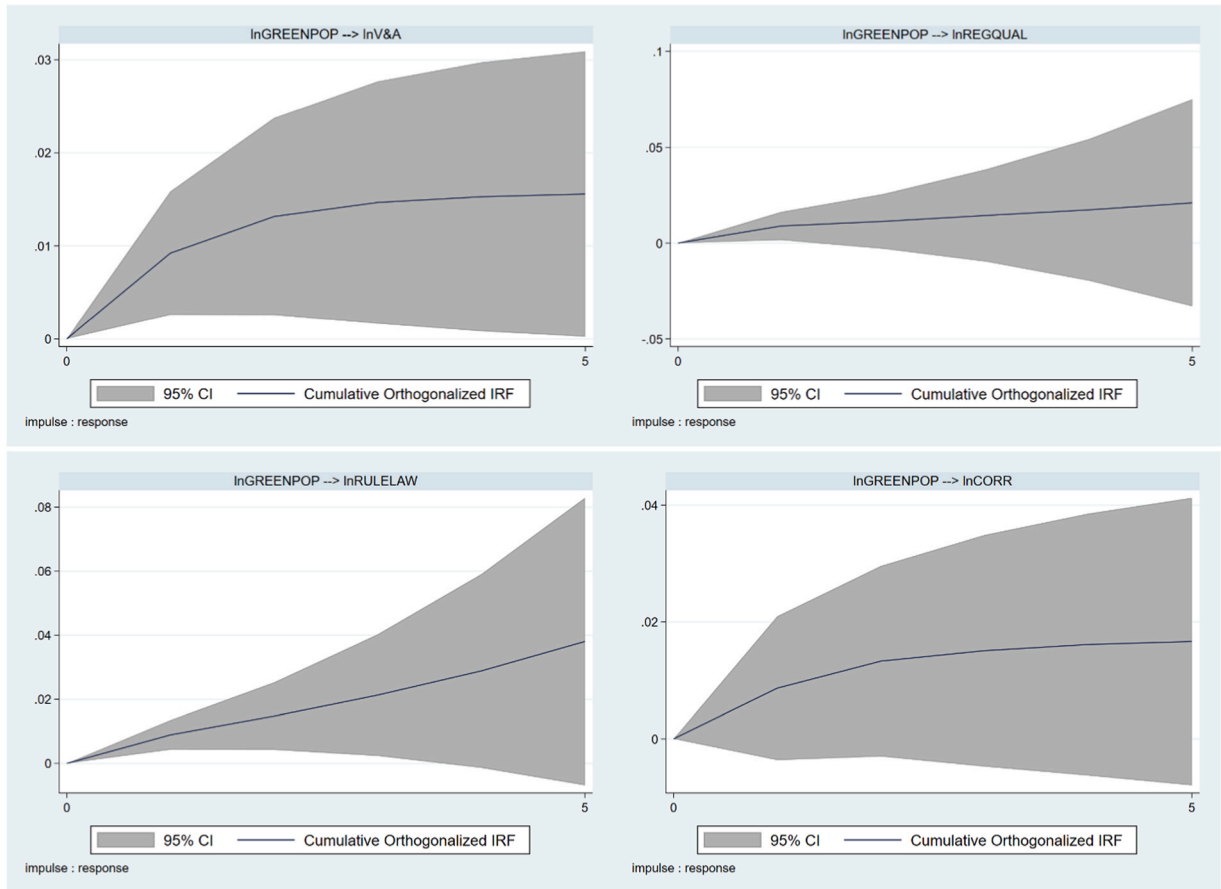 lnGREENPOP --> lnV&A
.03
.02
.01
0
0 5
95% CI Cumulative Orthogonalized IRF
impulse : response
lnGREENPOP --> lnREGQUAL
.1
.05
0
-.05
0 5
95% CI Cumulative Orthogonalized IRF
impulse : response
lnGREENPOP --> lnRULELAW
.08
.06
.04
.02
0
0 5
95% CI Cumulative Orthogonalized IRF
impulse : response
lnGREENPOP --> lnCORR
.04
.02
0
0 5
95% CI Cumulative Orthogonalized IRF
impulse : response